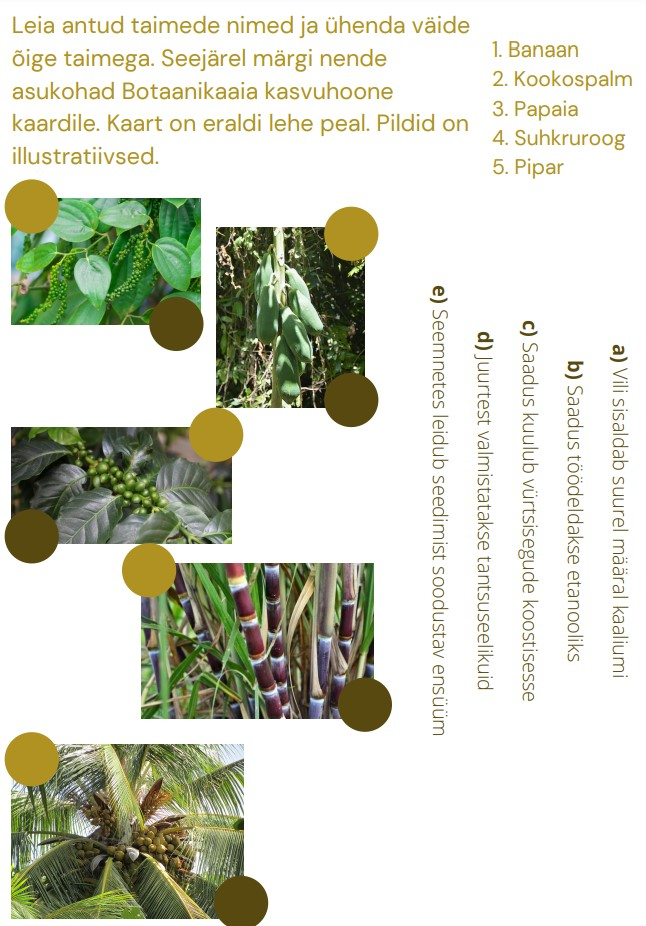 Leia antud taimede nimed ja ühenda väide
õige taimega. Seejärel märgi nende
asukohad Botaanikaaia kasvuhoone
kaardile. Kaart on eraldi lehe peal. Pildid on
illustratiivsed.
1. Banaan
2. Kookospalm
3. Papaia
4. Suhkruroog
5. Pipar
a) Vili sisaldab suurel määral kaaliumi
b) Saadus töödeldakse etanooliks
c) Saadus kuulub vürtsisegude koostisesse
d) Juurtest valmistatakse tantsuseelikuid
e) Seemnetes leidub seedimist soodustav ensüüm